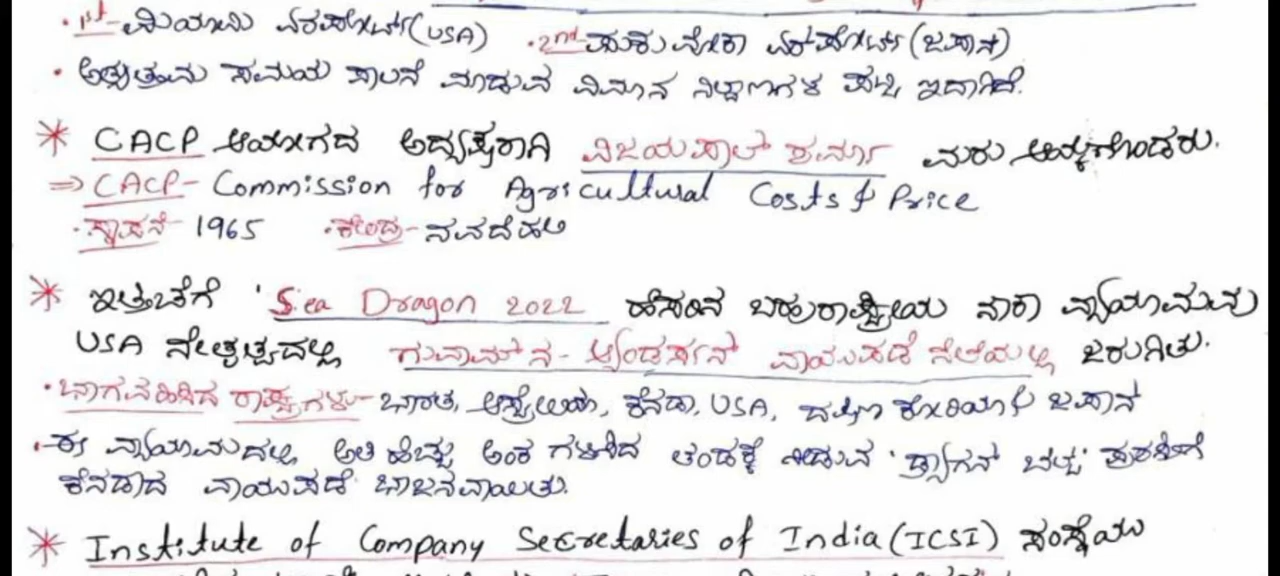 • 1st - ಮಿಯಾಮಿ ಏರಪೋರ್ಟ್(USA) • 2nd ಫುಕುವೋಕಾ ಏರ್‌ಪೋರ್ಟ್ (ಜಪಾನ)
• ಅತ್ಯುತ್ತಮ ಸಮಯ ಪಾಲನೆ ಮಾಡುವ ವಿಮಾನ ನಿಲ್ದಾಣಗಳ ಪಟ್ಟಿ ಇದಾಗಿದೆ.
* CACP ಆಯೋಗದ ಅಧ್ಯಕ್ಷರಾಗಿ ವಿಜಯಪಾಲ್ ಶರ್ಮಾ ಮರು ಆಯ್ಕೆಗೊಂಡರು.
⇒ CACP - Commission for Agricultural Costs & Price
• ಸ್ಥಾಪನೆ - 1965 • ಕೇಂದ್ರ - ನವದೆಹಲಿ
* ಇತ್ತೀಚೆಗೆ 'Sea Dragon 2022 ಹೆಸರಿನ ಬಹುರಾಷ್ಟ್ರೀಯ ನೌಕಾ ವ್ಯಾಯಾಮವು
USA ನೇತೃತ್ವದಲ್ಲಿ ಗುವಾಮ್ ನ - ಆ್ಯಂಡರ್ಸನ್ ವಾಯುಪಡೆ ನೆಲೆಯಲ್ಲಿ ಜರುಗಿತು.
• ಭಾಗವಹಿಸಿದ ರಾಷ್ಟ್ರಗಳು - ಭಾರತ, ಆಸ್ಟ್ರೇಲಿಯಾ, ಕೆನಡಾ, USA, ದಕ್ಷಿಣ ಕೋರಿಯಾ & ಜಪಾನ್
• ಈ ವ್ಯಾಯಾಮದಲ್ಲಿ ಅತಿ ಹೆಚ್ಚು ಅಂಕ ಗಳಿಸಿದ ತಂಡಕ್ಕೆ ನೀಡುವ 'ಡ್ರ್ಯಾಗನ್ ಬೆಲ್ಟ' ಪ್ರಶಸ್ತಿಗೆ
ಕೆನಡಾದ ವಾಯುಪಡೆ ಭಾಜನವಾಯಿತು.
* Institute of Company Secretaries of India (ICSI) ಸಂಸ್ಥೆಯು